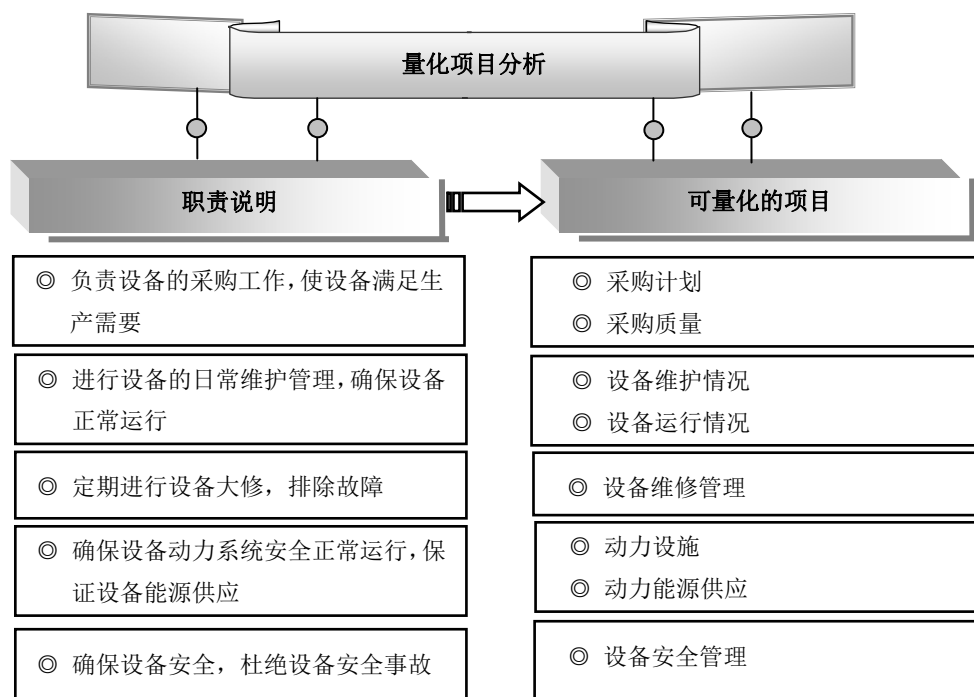 量化项目分析
职责说明
可量化的项目
◎ 负责设备的采购工作，使设备满足生
产需要
◎ 采购计划
◎ 采购质量
◎ 进行设备的日常维护管理，确保设备
正常运行
◎ 设备维护情况
◎ 设备运行情况
◎ 定期进行设备大修，排除故障
◎ 设备维修管理
◎ 确保设备动力系统安全正常运行，保
证设备能源供应
◎ 动力设施
◎ 动力能源供应
◎ 确保设备安全，杜绝设备安全事故
◎ 设备安全管理